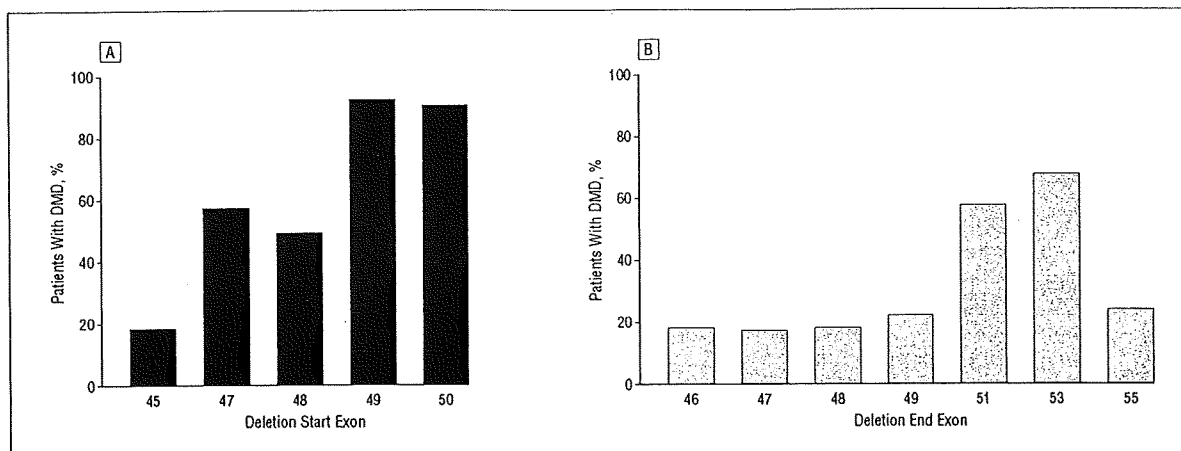 A
100
80
60
40
20
0
Patients With DMD, %
45 47 48 49 50
Deletion Start Exon
B
100
80
60
40
20
0
Patients With DMD, %
46 47 48 49 51 53 55
Deletion End Exon